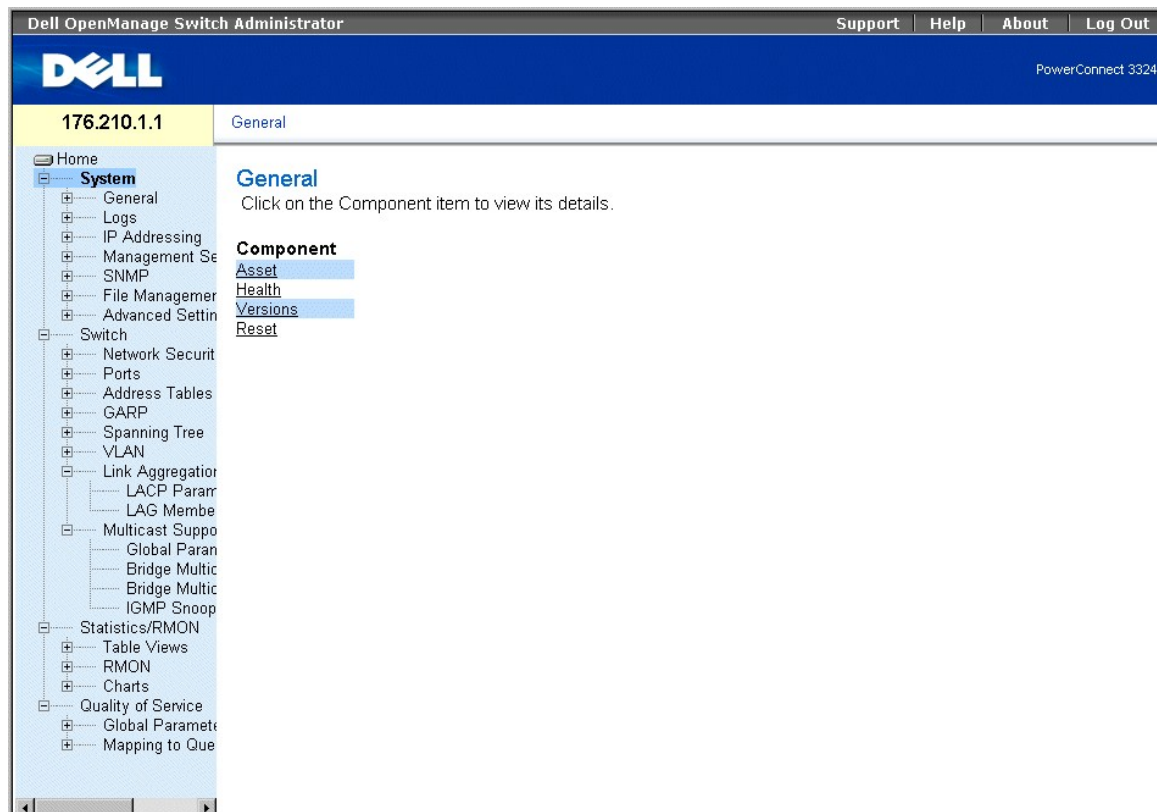 Dell OpenManage Switch Administrator
Support | Help | About | Log Out
DELL
PowerConnect 3324
176.210.1.1
General
Home
System
General
Logs
IP Addressing
Management Se
SNMP
File Managemer
Advanced Settin
Switch
Network Securit
Ports
Address Tables
GARP
Spanning Tree
VLAN
Link Aggregation
LACP Param
LAG Membe
Multicast Suppo
Global Paran
Bridge Multic
Bridge Multic
IGMP Snoop
Statistics/RMON
Table Views
RMON
Charts
Quality of Service
Global Paramete
Mapping to Que
General
Click on the Component item to view its details.
Component
Asset
Health
Versions
Reset